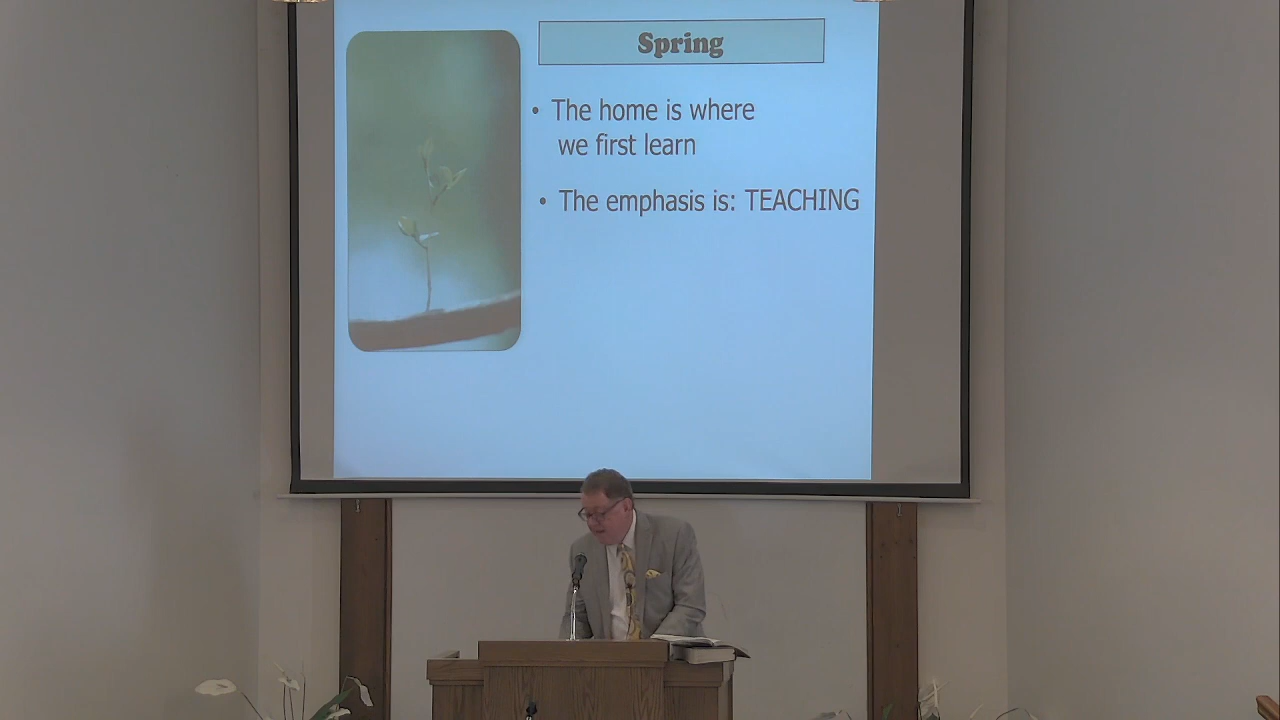 Spring
• The home is where
we first learn
• The emphasis is: TEACHING